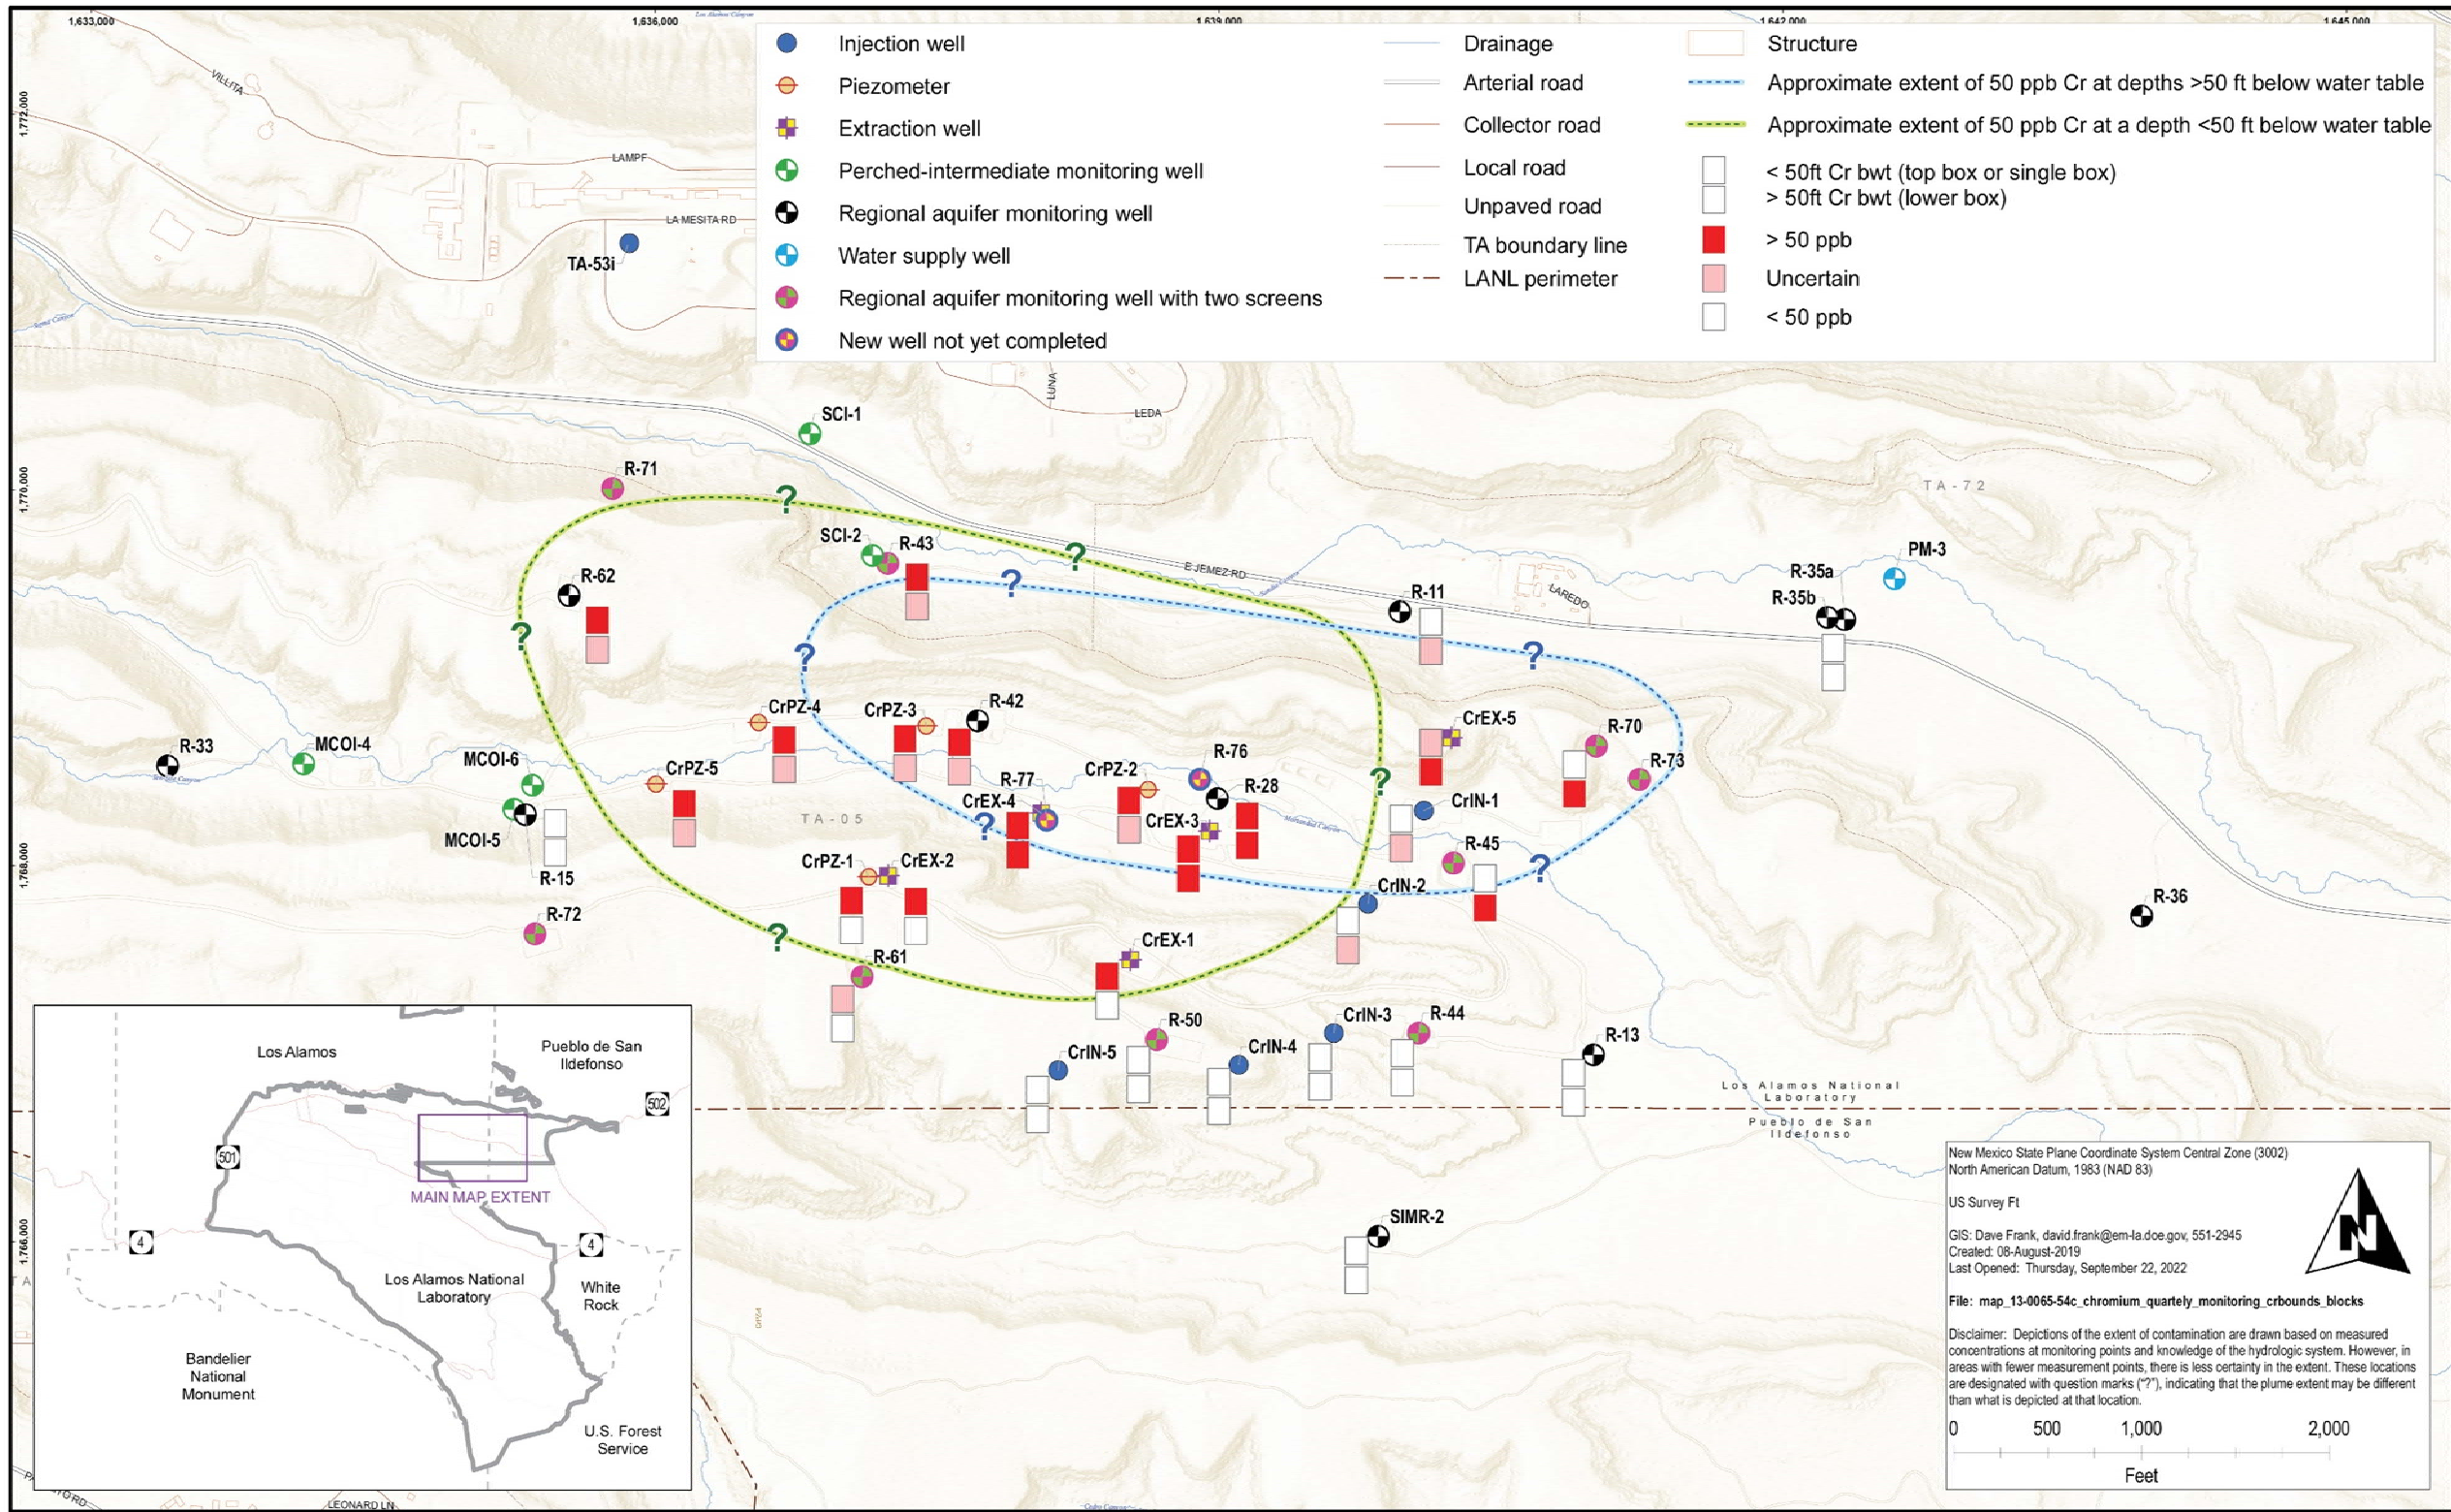 1,633,000
1,636,000
1,639,000
1,642,000
1,645,000
Los Alamos Canyon
1,772,000
1,770,000
1,768,000
1,766,000
Injection well
Piezometer
Extraction well
Perched-intermediate monitoring well
Regional aquifer monitoring well
Water supply well
Regional aquifer monitoring well with two screens
New well not yet completed
Drainage
Arterial road
Collector road
Local road
Unpaved road
TA boundary line
LANL perimeter
Structure
Approximate extent of 50 ppb Cr at depths >50 ft below water table
Approximate extent of 50 ppb Cr at a depth <50 ft below water table
< 50ft Cr bwt (top box or single box)
> 50ft Cr bwt (lower box)
> 50 ppb
Uncertain
< 50 ppb
VILLITA
LAMPF
LA MESITA RD
TA-53i
LUNA
LEDA
SCI-1
R-71
?
TA-72
SCI-2
R-43
?
?
E JEMEZ RD
Sandia Canyon
LAREDO
PM-3
R-35a
R-35b
R-62
R-11
?
?
?
CrPZ-4
CrPZ-3
R-42
CrEX-5
R-70
R-73
R-33
MCOI-4
MCOI-6
CrPZ-5
R-77
CrPZ-2
R-76
R-28
?
CrEX-4
CrEX-3
CrIN-1
Mortandad Canyon
TA-05
?
MCOI-5
R-15
CrPZ-1
CrEX-2
R-45
?
CrIN-2
R-36
R-72
?
R-61
CrEX-1
R-50
CrIN-5
CrIN-4
CrIN-3
R-44
R-13
Los Alamos National
Laboratory
Pueblo de San
Ildefonso
SIMR-2
Los Alamos
Pueblo de San
Ildefonso
502
501
MAIN MAP EXTENT
4
4
Los Alamos National
Laboratory
White
Rock
Bandelier
National
Monument
U.S. Forest
Service
LEONARD LN
New Mexico State Plane Coordinate System Central Zone (3002)
North American Datum, 1983 (NAD 83)
US Survey Ft
GIS: Dave Frank, david.frank@em-la.doe.gov, 551-2945
Created: 08-August-2019
Last Opened: Thursday, September 22, 2022
File: map_13-0065-54c_chromium_quartely_monitoring_crbounds_blocks
Disclaimer: Depictions of the extent of contamination are drawn based on measured
concentrations at monitoring points and knowledge of the hydrologic system. However, in
areas with fewer measurement points, there is less certainty in the extent. These locations
are designated with question marks ("?"), indicating that the plume extent may be different
than what is depicted at that location.
N
0 500 1,000 2,000
Feet